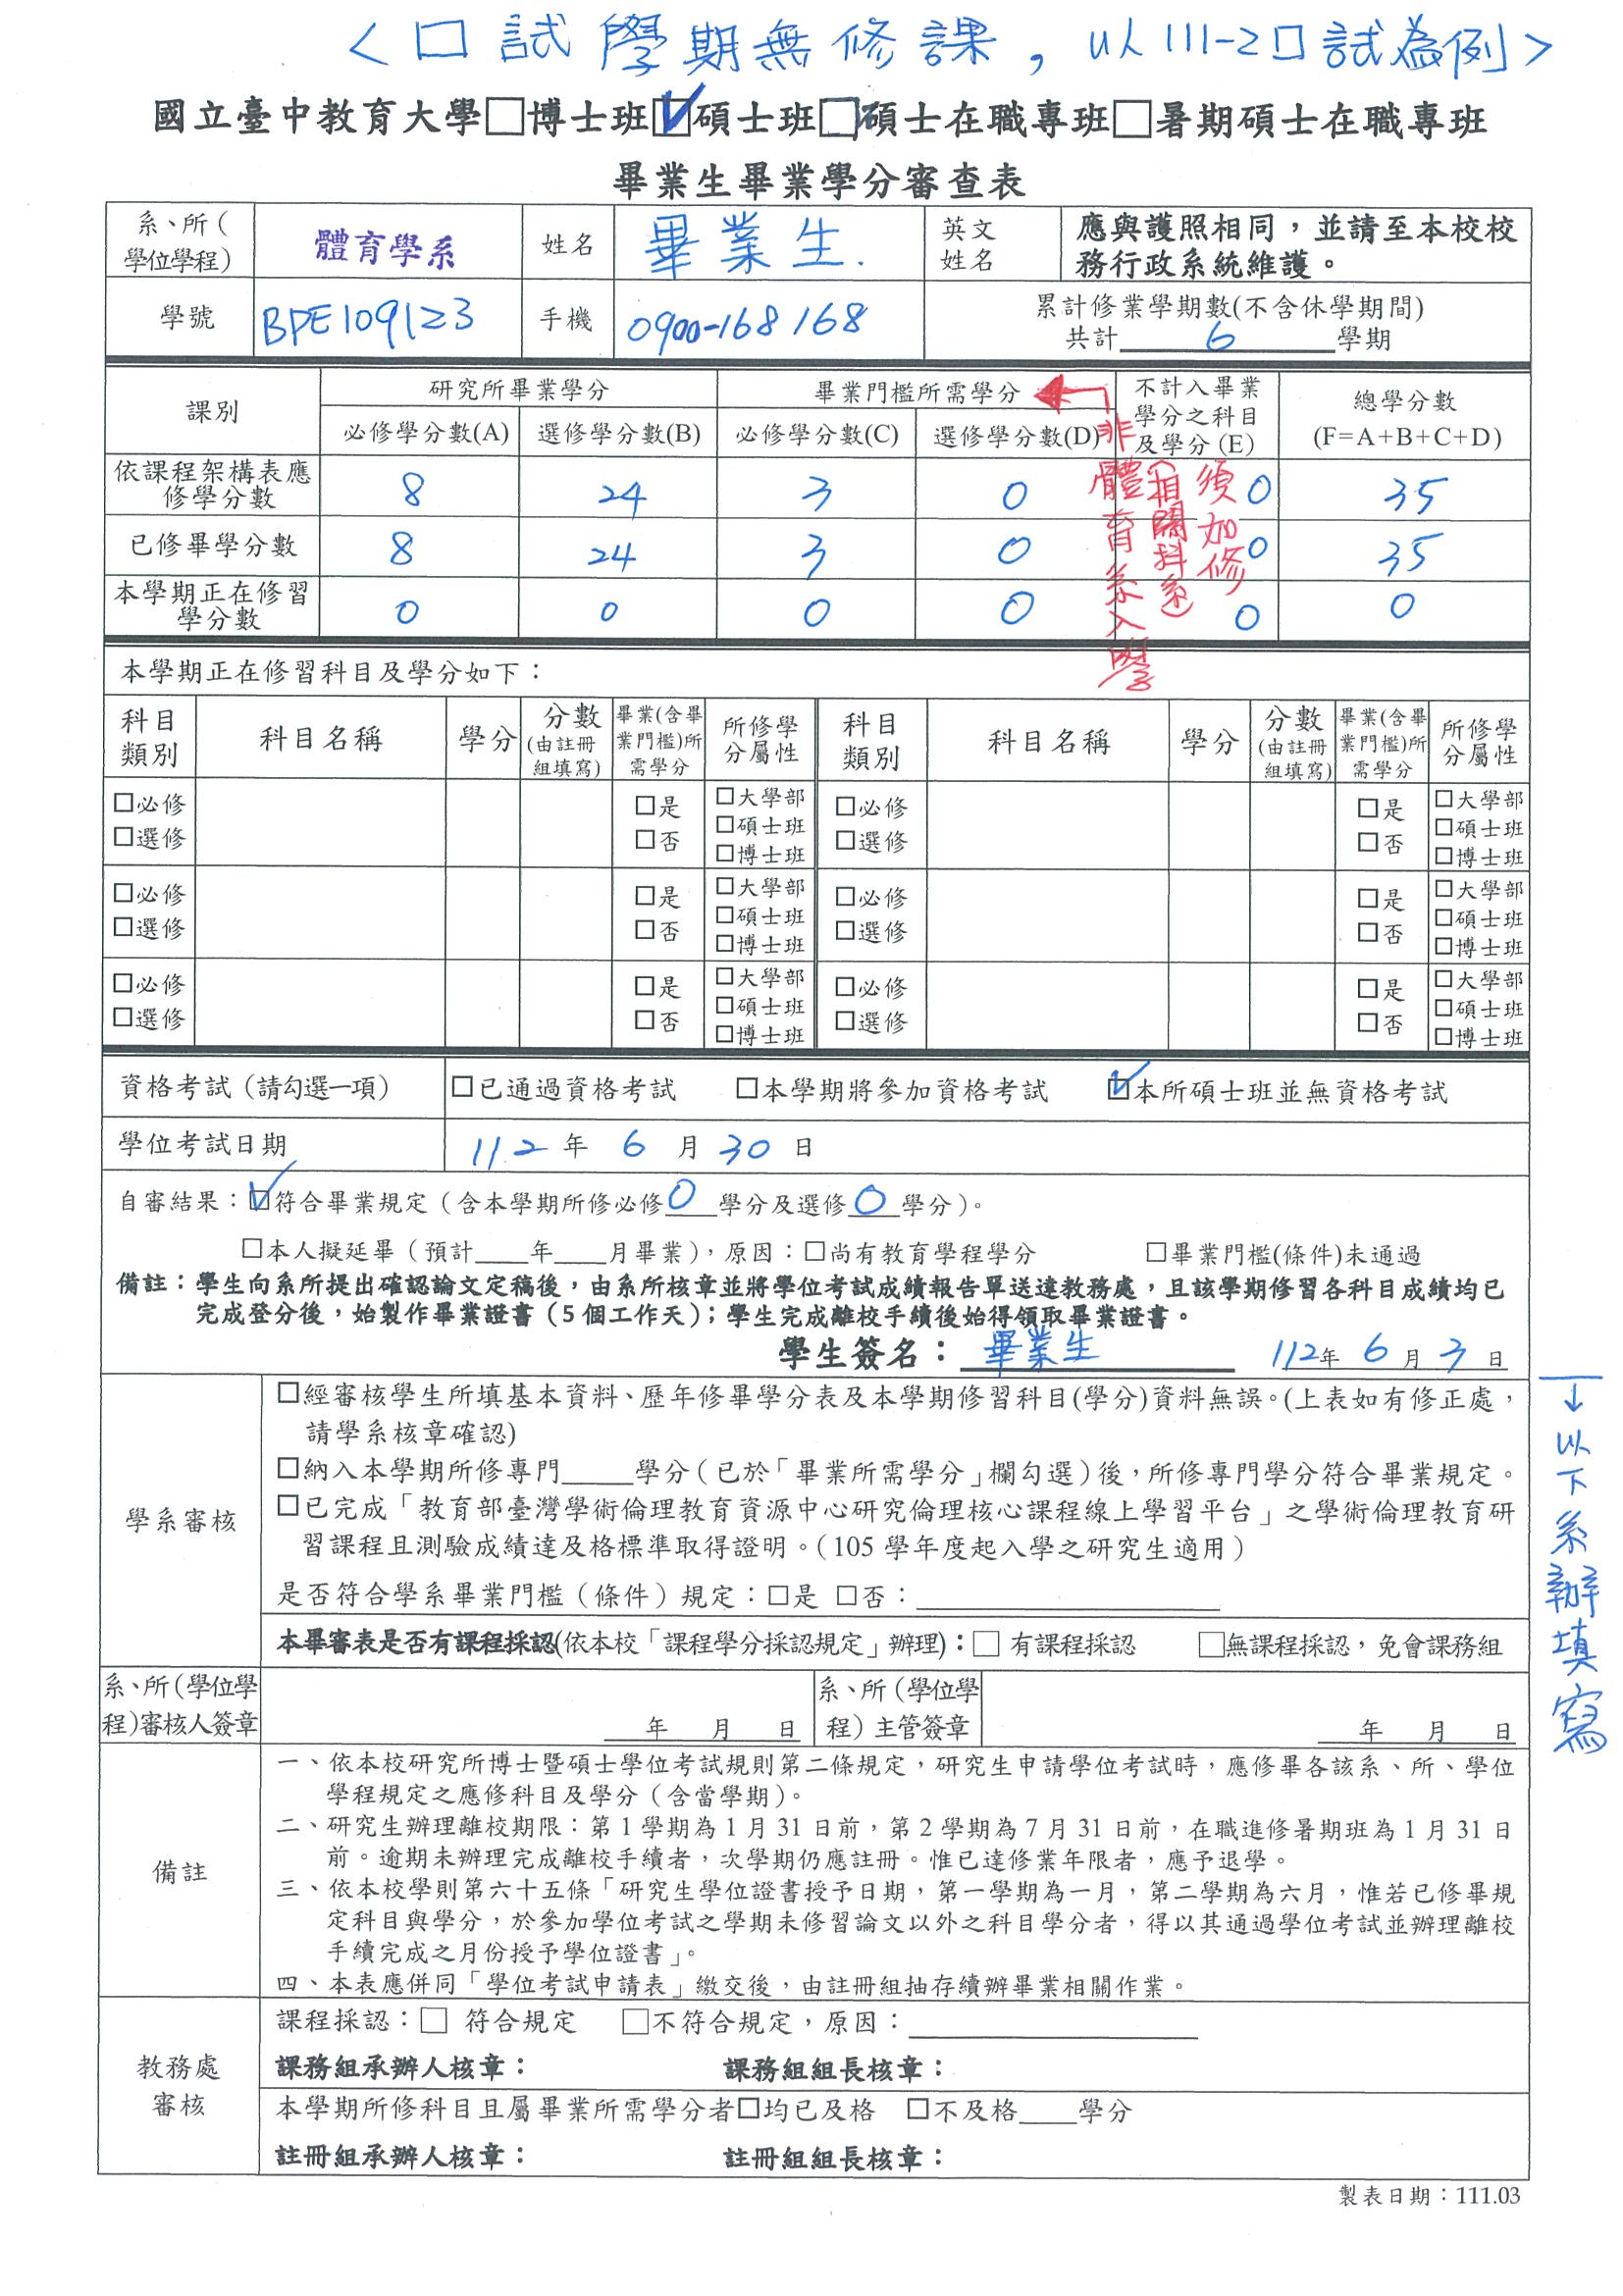 <口試學期無修課, 以111-2口試為例>
國立臺中教育大學□博士班☑碩士班□碩士在職專班□暑期碩士在職專班
畢業生畢業學分審查表
系、所(學位學程) 體育學系 姓名 畢業生. 英文姓名 應與護照相同，並請至本校校務行政系統維護。
學號 BPE109123 手機 0900-168168 累計修業學期數(不含休學期間) 共計 6 學期
課別 研究所畢業學分 畢業門檻所需學分 不計入畢業學分之科目及學分(E) 總學分數(F=A+B+C+D)
必修學分數(A) 選修學分數(B) 必修學分數(C) 選修學分數(D)
依課程架構表應修學分數 8 24 3 0 0 35
已修畢學分數 8 24 3 0 0 35
本學期正在修習學分數 0 0 0 0 0 0
非體育系入學
(相關科系)
須加修
本學期正在修習科目及學分如下：
科目類別 科目名稱 學分 分數(由註冊組填寫) 畢業(含畢業門檻)所需學分 所修學分屬性 科目類別 科目名稱 學分 分數(由註冊組填寫) 畢業(含畢業門檻)所需學分 所修學分屬性
□必修 □選修 □是 □否 □大學部 □碩士班 □博士班 □必修 □選修 □是 □否 □大學部 □碩士班 □博士班
□必修 □選修 □是 □否 □大學部 □碩士班 □博士班 □必修 □選修 □是 □否 □大學部 □碩士班 □博士班
□必修 □選修 □是 □否 □大學部 □碩士班 □博士班 □必修 □選修 □是 □否 □大學部 □碩士班 □博士班
資格考試（請勾選一項） □已通過資格考試 □本學期將參加資格考試 ☑本所碩士班並無資格考試
學位考試日期 112 年 6 月 30 日
自審結果：☑符合畢業規定（含本學期所修必修 0 學分及選修 0 學分）。
□本人擬延畢（預計____年____月畢業），原因：□尚有教育學程學分 □畢業門檻(條件)未通過
備註：學生向系所提出確認論文定稿後，由系所核章並將學位考試成績報告單送達教務處，且該學期修習各科目成績均已
完成登分後，始製作畢業證書（5個工作天）；學生完成離校手續後始得領取畢業證書。
學生簽名：畢業生 112年 6 月 3 日
↓以下系辦填寫
學系審核
□經審核學生所填基本資料、歷年修畢學分表及本學期修習科目(學分)資料無誤。(上表如有修正處，
請學系核章確認)
□納入本學期所修專門_____學分（已於「畢業所需學分」欄勾選）後，所修專門學分符合畢業規定。
□已完成「教育部臺灣學術倫理教育資源中心研究倫理核心課程線上學習平台」之學術倫理教育研
習課程且測驗成績達及格標準取得證明。（105 學年度起入學之研究生適用）
是否符合學系畢業門檻（條件）規定：□是 □否：____________________
本畢審表是否有課程採認(依本校「課程學分採認規定」辦理)：□ 有課程採認 □無課程採認，免會課務組
系、所（學位學程）審核人簽章 年 月 日 系、所（學位學程）主管簽章 年 月 日
備註
一、依本校研究所博士暨碩士學位考試規則第二條規定，研究生申請學位考試時，應修畢各該系、所、學位
學程規定之應修科目及學分（含當學期）。
二、研究生辦理離校期限：第 1 學期為 1 月 31 日前，第 2 學期為 7 月 31 日前，在職進修暑期班為 1 月 31 日
前。逾期未辦理完成離校手續者，次學期仍應註冊。惟已達修業年限者，應予退學。
三、依本校學則第六十五條「研究生學位證書授予日期，第一學期為一月，第二學期為六月，惟若已修畢規
定科目與學分，於參加學位考試之學期未修習論文以外之科目學分者，得以其通過學位考試並辦理離校
手續完成之月份授予學位證書」。
四、本表應併同「學位考試申請表」繳交後，由註冊組抽存續辦畢業相關作業。
教務處審核
課程採認：□ 符合規定 □不符合規定，原因：____________________
課務組承辦人核章： 課務組組長核章：
本學期所修科目且屬畢業所需學分者□均已及格 □不及格____學分
註冊組承辦人核章： 註冊組組長核章：
製表日期：111.03